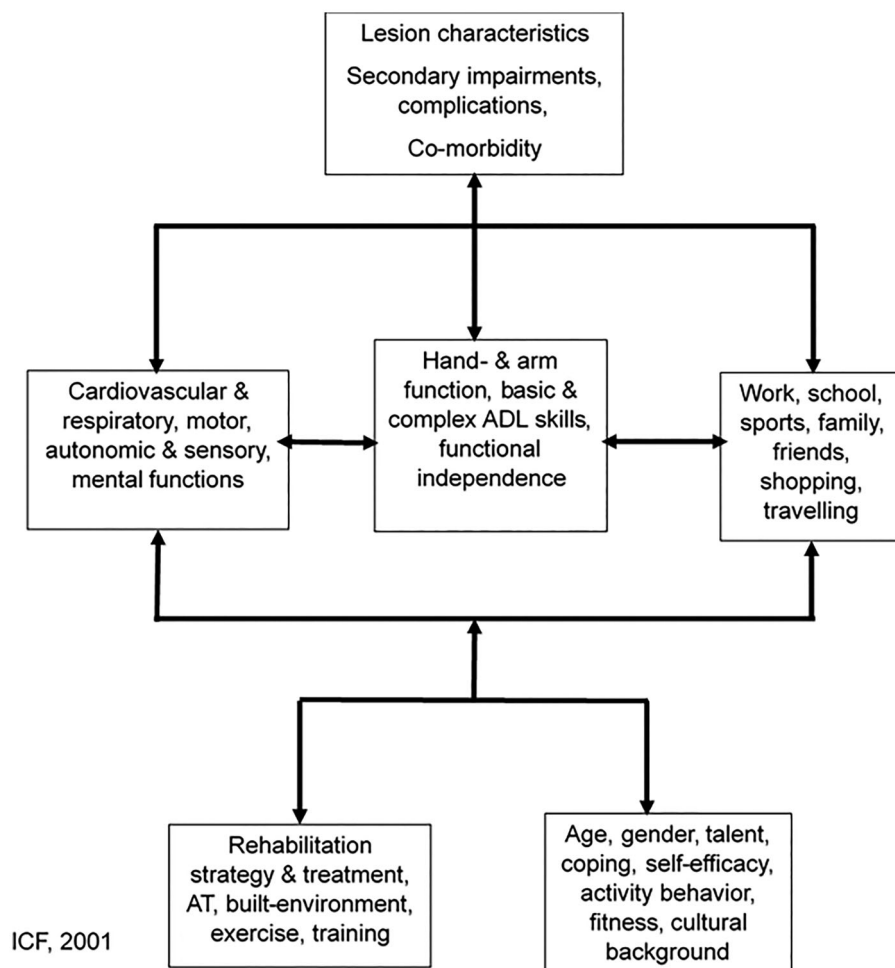 Lesion characteristics
Secondary impairments,
complications,
Co-morbidity
Cardiovascular &
respiratory, motor,
autonomic & sensory,
mental functions
Hand- & arm
function, basic &
complex ADL skills,
functional
independence
Work, school,
sports, family,
friends,
shopping,
travelling
Rehabilitation
strategy & treatment,
AT, built-environment,
exercise, training
Age, gender, talent,
coping, self-efficacy,
activity behavior,
fitness, cultural
background
ICF, 2001